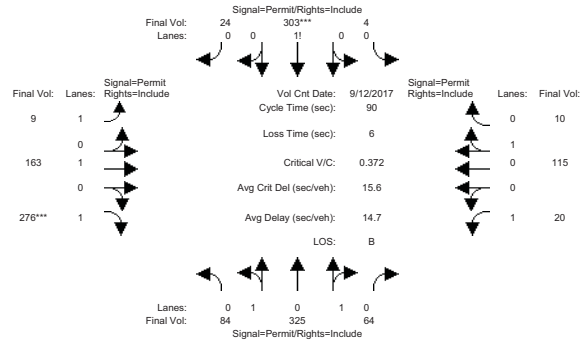 Signal=Permit/Rights=Include
Final Vol: 24 303*** 4
Lanes: 0 0 1! 0 0
Signal=Permit
Final Vol: Lanes: Rights=Include
Vol Cnt Date: 9/12/2017
Signal=Permit
Rights=Include Lanes: Final Vol:
Cycle Time (sec): 90
9 1
0 10
Loss Time (sec): 6
0
1
163 1
Critical V/C: 0.372
0 115
0
Avg Crit Del (sec/veh): 15.6
0
276*** 1
Avg Delay (sec/veh): 14.7
1 20
LOS: B
Lanes: 0 1 0 1 0
Final Vol: 84 325 64
Signal=Permit/Rights=Include